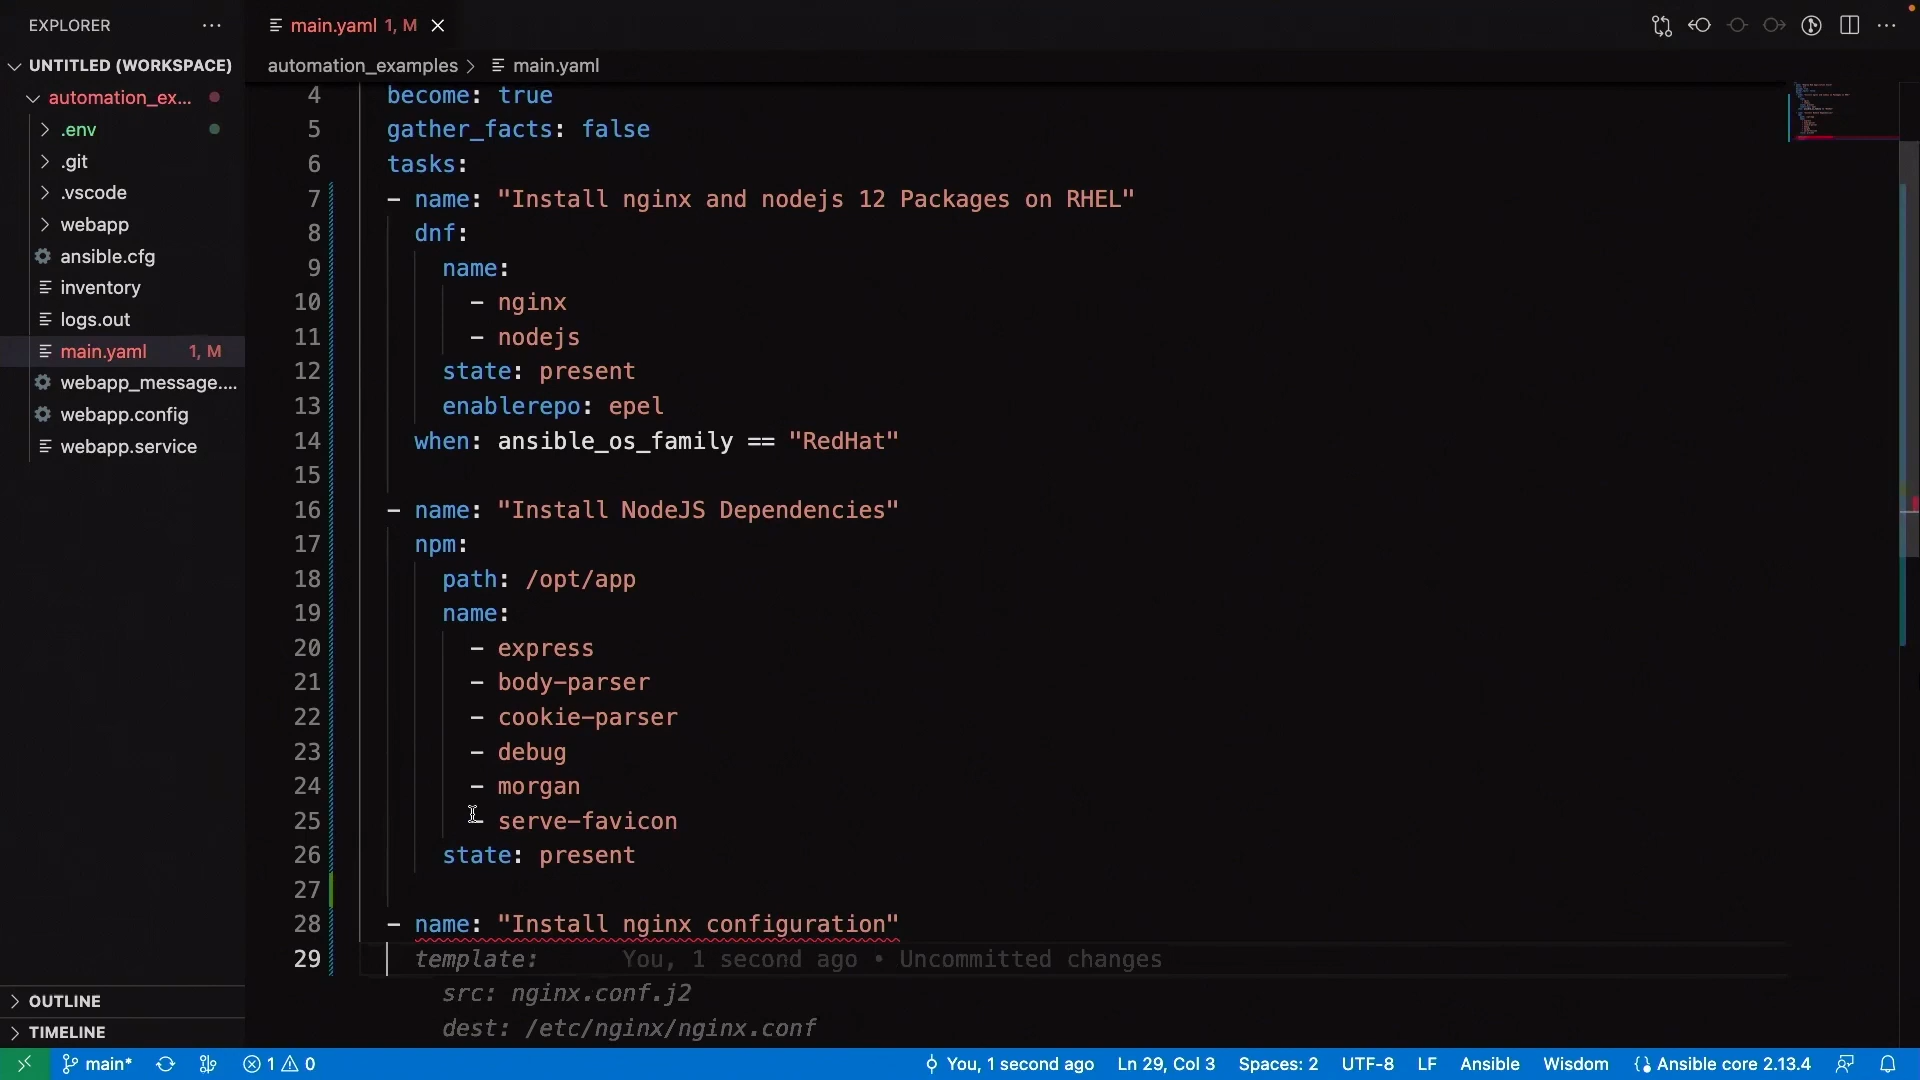 EXPLORER
main.yaml 1, M
UNTITLED (WORKSPACE)
automation_ex...
.env
.git
.vscode
webapp
ansible.cfg
inventory
logs.out
main.yaml 1, M
webapp_message....
webapp.config
webapp.service
OUTLINE
TIMELINE
automation_examples > main.yaml
4 become: true
5 gather_facts: false
6 tasks:
7 - name: "Install nginx and nodejs 12 Packages on RHEL"
8 dnf:
9 name:
10 - nginx
11 - nodejs
12 state: present
13 enablerepo: epel
14 when: ansible_os_family == "RedHat"
15
16 - name: "Install NodeJS Dependencies"
17 npm:
18 path: /opt/app
19 name:
20 - express
21 - body-parser
22 - cookie-parser
23 - debug
24 - morgan
25 - serve-favicon
26 state: present
27
28 - name: "Install nginx configuration"
29 template: You, 1 second ago • Uncommitted changes
src: nginx.conf.j2
dest: /etc/nginx/nginx.conf
main* 1 0 You, 1 second ago Ln 29, Col 3 Spaces: 2 UTF-8 LF Ansible Wisdom Ansible core 2.13.4